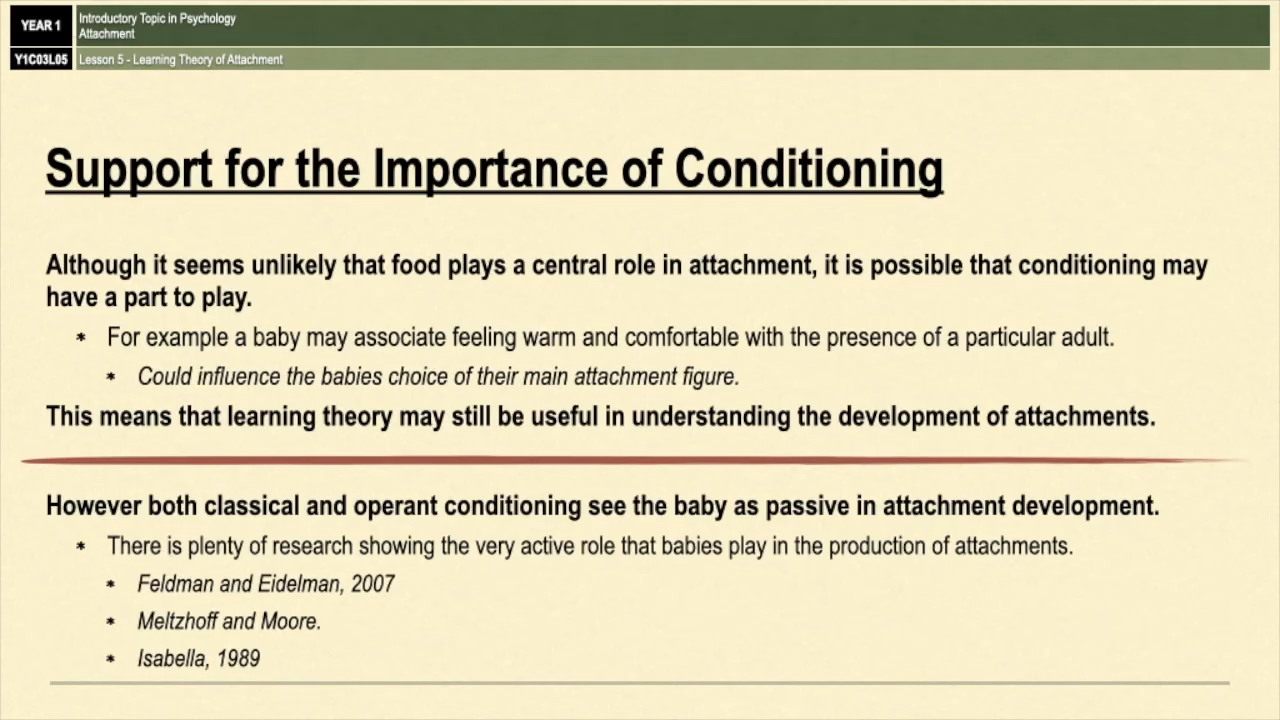 YEAR 1
Introductory Topic in Psychology
Attachment
Y1C03L05
Lesson 5 - Learning Theory of Attachment
Support for the Importance of Conditioning
Although it seems unlikely that food plays a central role in attachment, it is possible that conditioning may
have a part to play.
* For example a baby may associate feeling warm and comfortable with the presence of a particular adult.
* Could influence the babies choice of their main attachment figure.
This means that learning theory may still be useful in understanding the development of attachments.
However both classical and operant conditioning see the baby as passive in attachment development.
* There is plenty of research showing the very active role that babies play in the production of attachments.
* Feldman and Eidelman, 2007
* Meltzhoff and Moore.
* Isabella, 1989